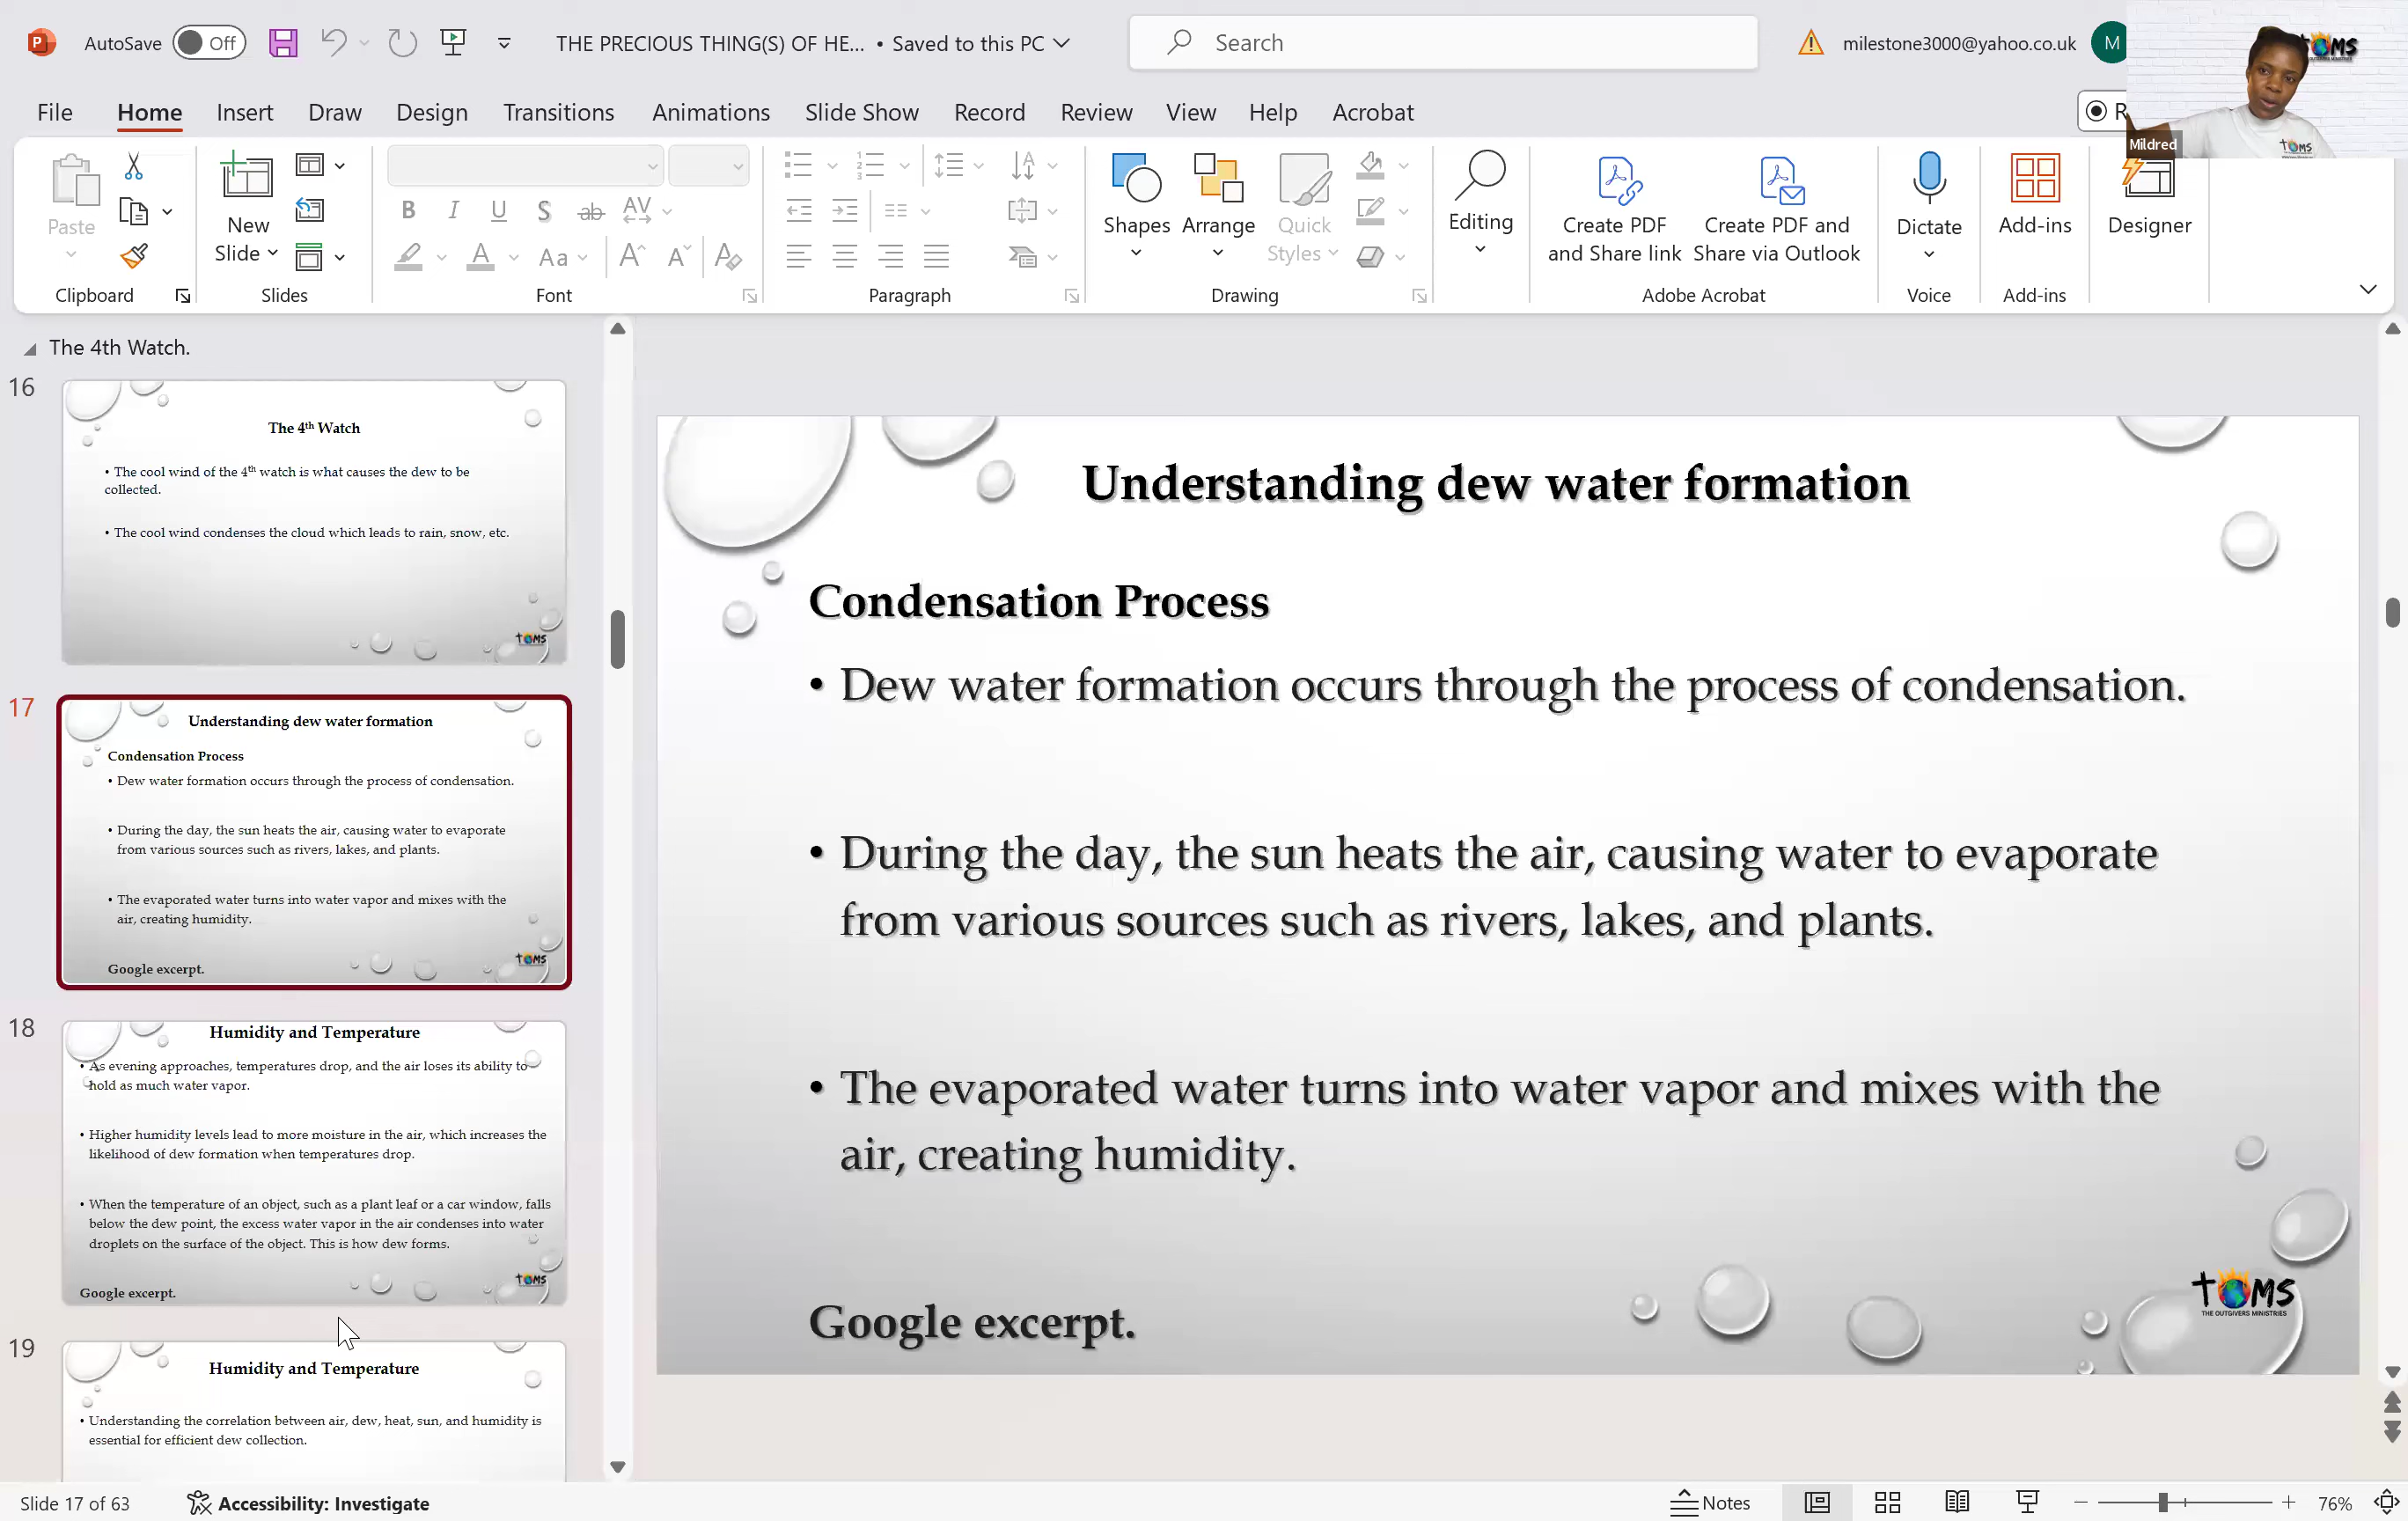 AutoSave Off THE PRECIOUS THING(S) OF HE... • Saved to this PC Search milestone3000@yahoo.co.uk M
TOMS
File Home Insert Draw Design Transitions Animations Slide Show Record Review View Help Acrobat
Mildred
TOMS
Paste
New
Slide
B I U S ab AV
Aa A A
Shapes
Arrange
Quick
Styles
Editing
Create PDF
and Share link
Create PDF and
Share via Outlook
Dictate
Add-ins
Designer
Clipboard Slides Font Paragraph Drawing Adobe Acrobat Voice Add-ins
The 4th Watch.
16
The 4th Watch
• The cool wind of the 4th watch is what causes the dew to be
collected.
• The cool wind condenses the cloud which leads to rain, snow, etc.
TOMS
17
Understanding dew water formation
Condensation Process
• Dew water formation occurs through the process of condensation.
• During the day, the sun heats the air, causing water to evaporate
from various sources such as rivers, lakes, and plants.
• The evaporated water turns into water vapor and mixes with the
air, creating humidity.
Google excerpt.
TOMS
18
Humidity and Temperature
• As evening approaches, temperatures drop, and the air loses its ability to
hold as much water vapor.
• Higher humidity levels lead to more moisture in the air, which increases the
likelihood of dew formation when temperatures drop.
• When the temperature of an object, such as a plant leaf or a car window, falls
below the dew point, the excess water vapor in the air condenses into water
droplets on the surface of the object. This is how dew forms.
Google excerpt.
TOMS
19
Humidity and Temperature
• Understanding the correlation between air, dew, heat, sun, and humidity is
essential for efficient dew collection.
Understanding dew water formation
Condensation Process
• Dew water formation occurs through the process of condensation.
• During the day, the sun heats the air, causing water to evaporate
from various sources such as rivers, lakes, and plants.
• The evaporated water turns into water vapor and mixes with the
air, creating humidity.
Google excerpt.
TOMS
THE OUTGIVERS MINISTRIES
Slide 17 of 63 Accessibility: Investigate Notes 76%